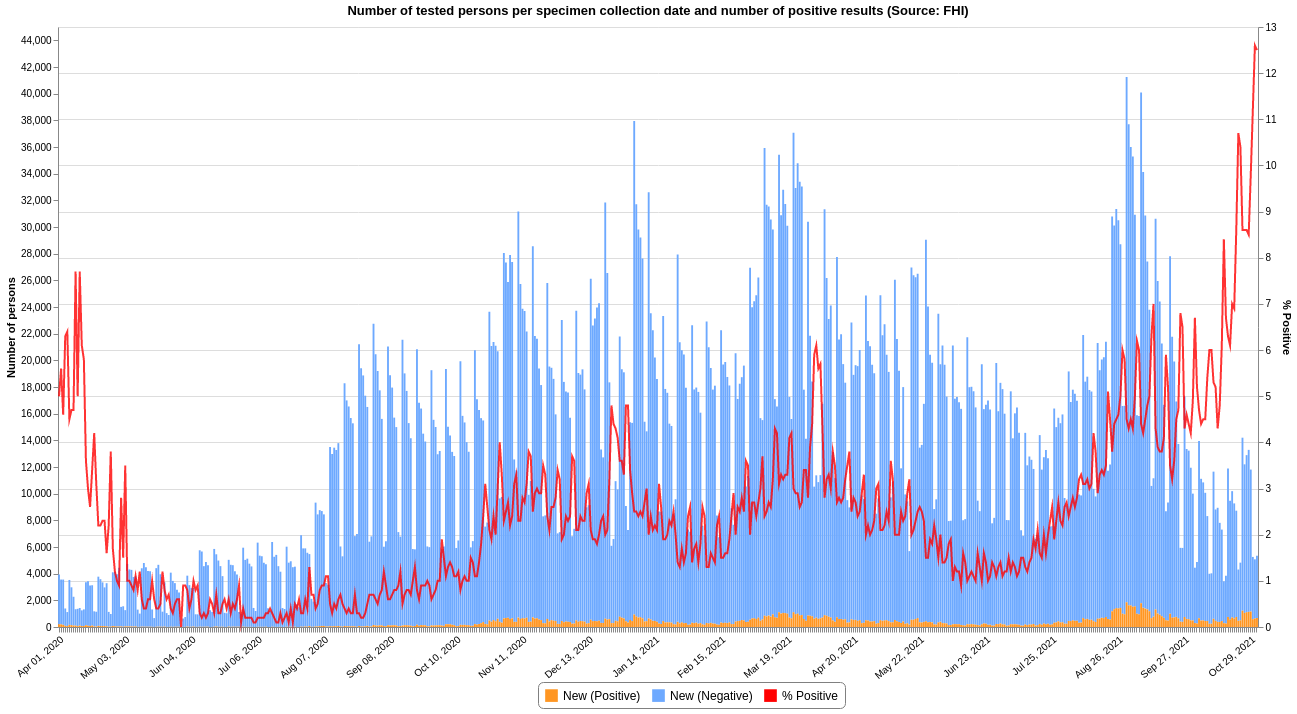 Number of tested persons per specimen collection date and number of positive results (Source: FHI)
44,000
42,000
40,000
38,000
36,000
34,000
32,000
30,000
28,000
26,000
24,000
22,000
20,000
18,000
16,000
14,000
12,000
10,000
8,000
6,000
4,000
2,000
0
Number of persons
13
12
11
10
9
8
7
6
5
4
3
2
1
0
% Positive
Apr 01, 2020
May 03, 2020
Jun 04, 2020
Jul 06, 2020
Aug 07, 2020
Sep 08, 2020
Oct 10, 2020
Nov 11, 2020
Dec 13, 2020
Jan 14, 2021
Feb 15, 2021
Mar 19, 2021
Apr 20, 2021
May 22, 2021
Jun 23, 2021
Jul 25, 2021
Aug 26, 2021
Sep 27, 2021
Oct 29, 2021
New (Positive) New (Negative) % Positive